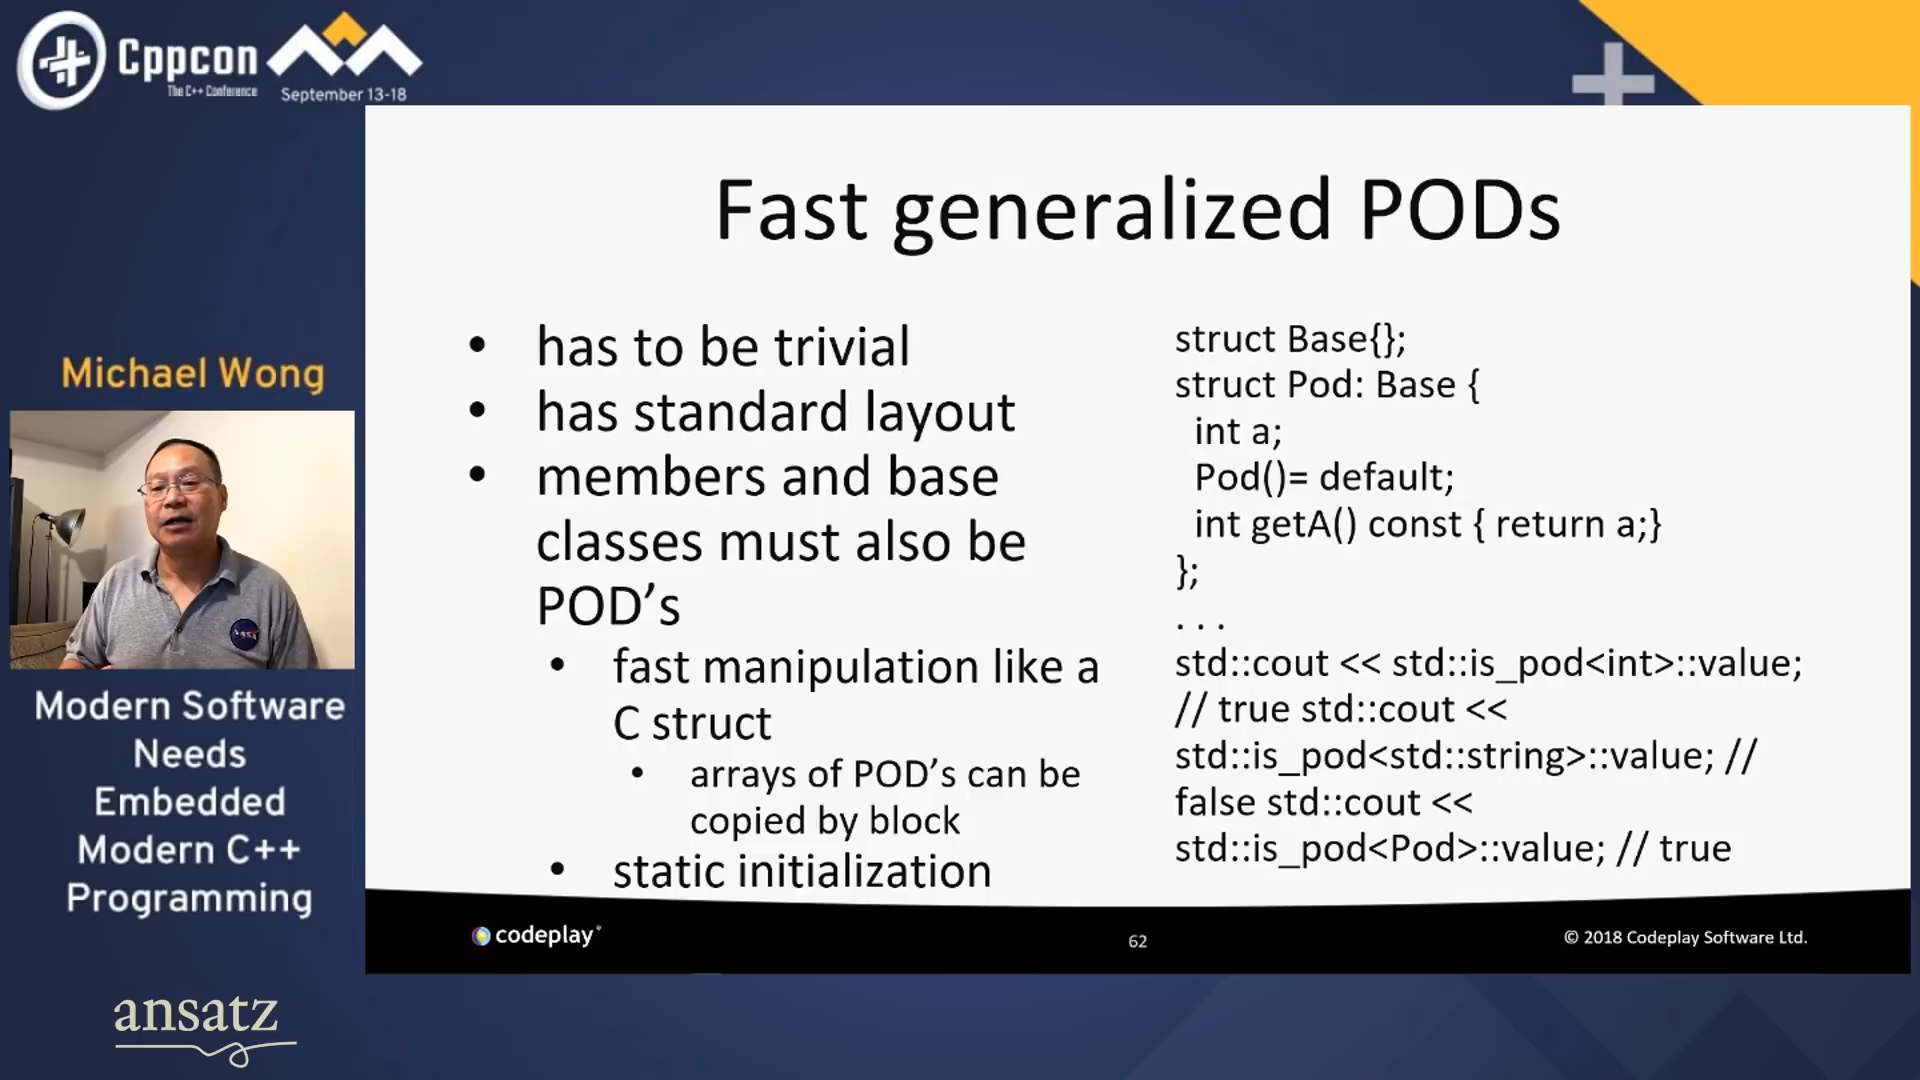 Cppcon
The C++ Conference
September 13-18
Michael Wong
NASA
Modern Software
Needs
Embedded
Modern C++
Programming
ansatz
Fast generalized PODs
• has to be trivial
• has standard layout
• members and base
classes must also be
POD’s
• fast manipulation like a
C struct
• arrays of POD’s can be
copied by block
• static initialization
struct Base{};
struct Pod: Base {
int a;
Pod()= default;
int getA() const { return a;}
};
. . .
std::cout << std::is_pod<int>::value;
// true std::cout <<
std::is_pod<std::string>::value; //
false std::cout <<
std::is_pod<Pod>::value; // true
codeplay
62
© 2018 Codeplay Software Ltd.